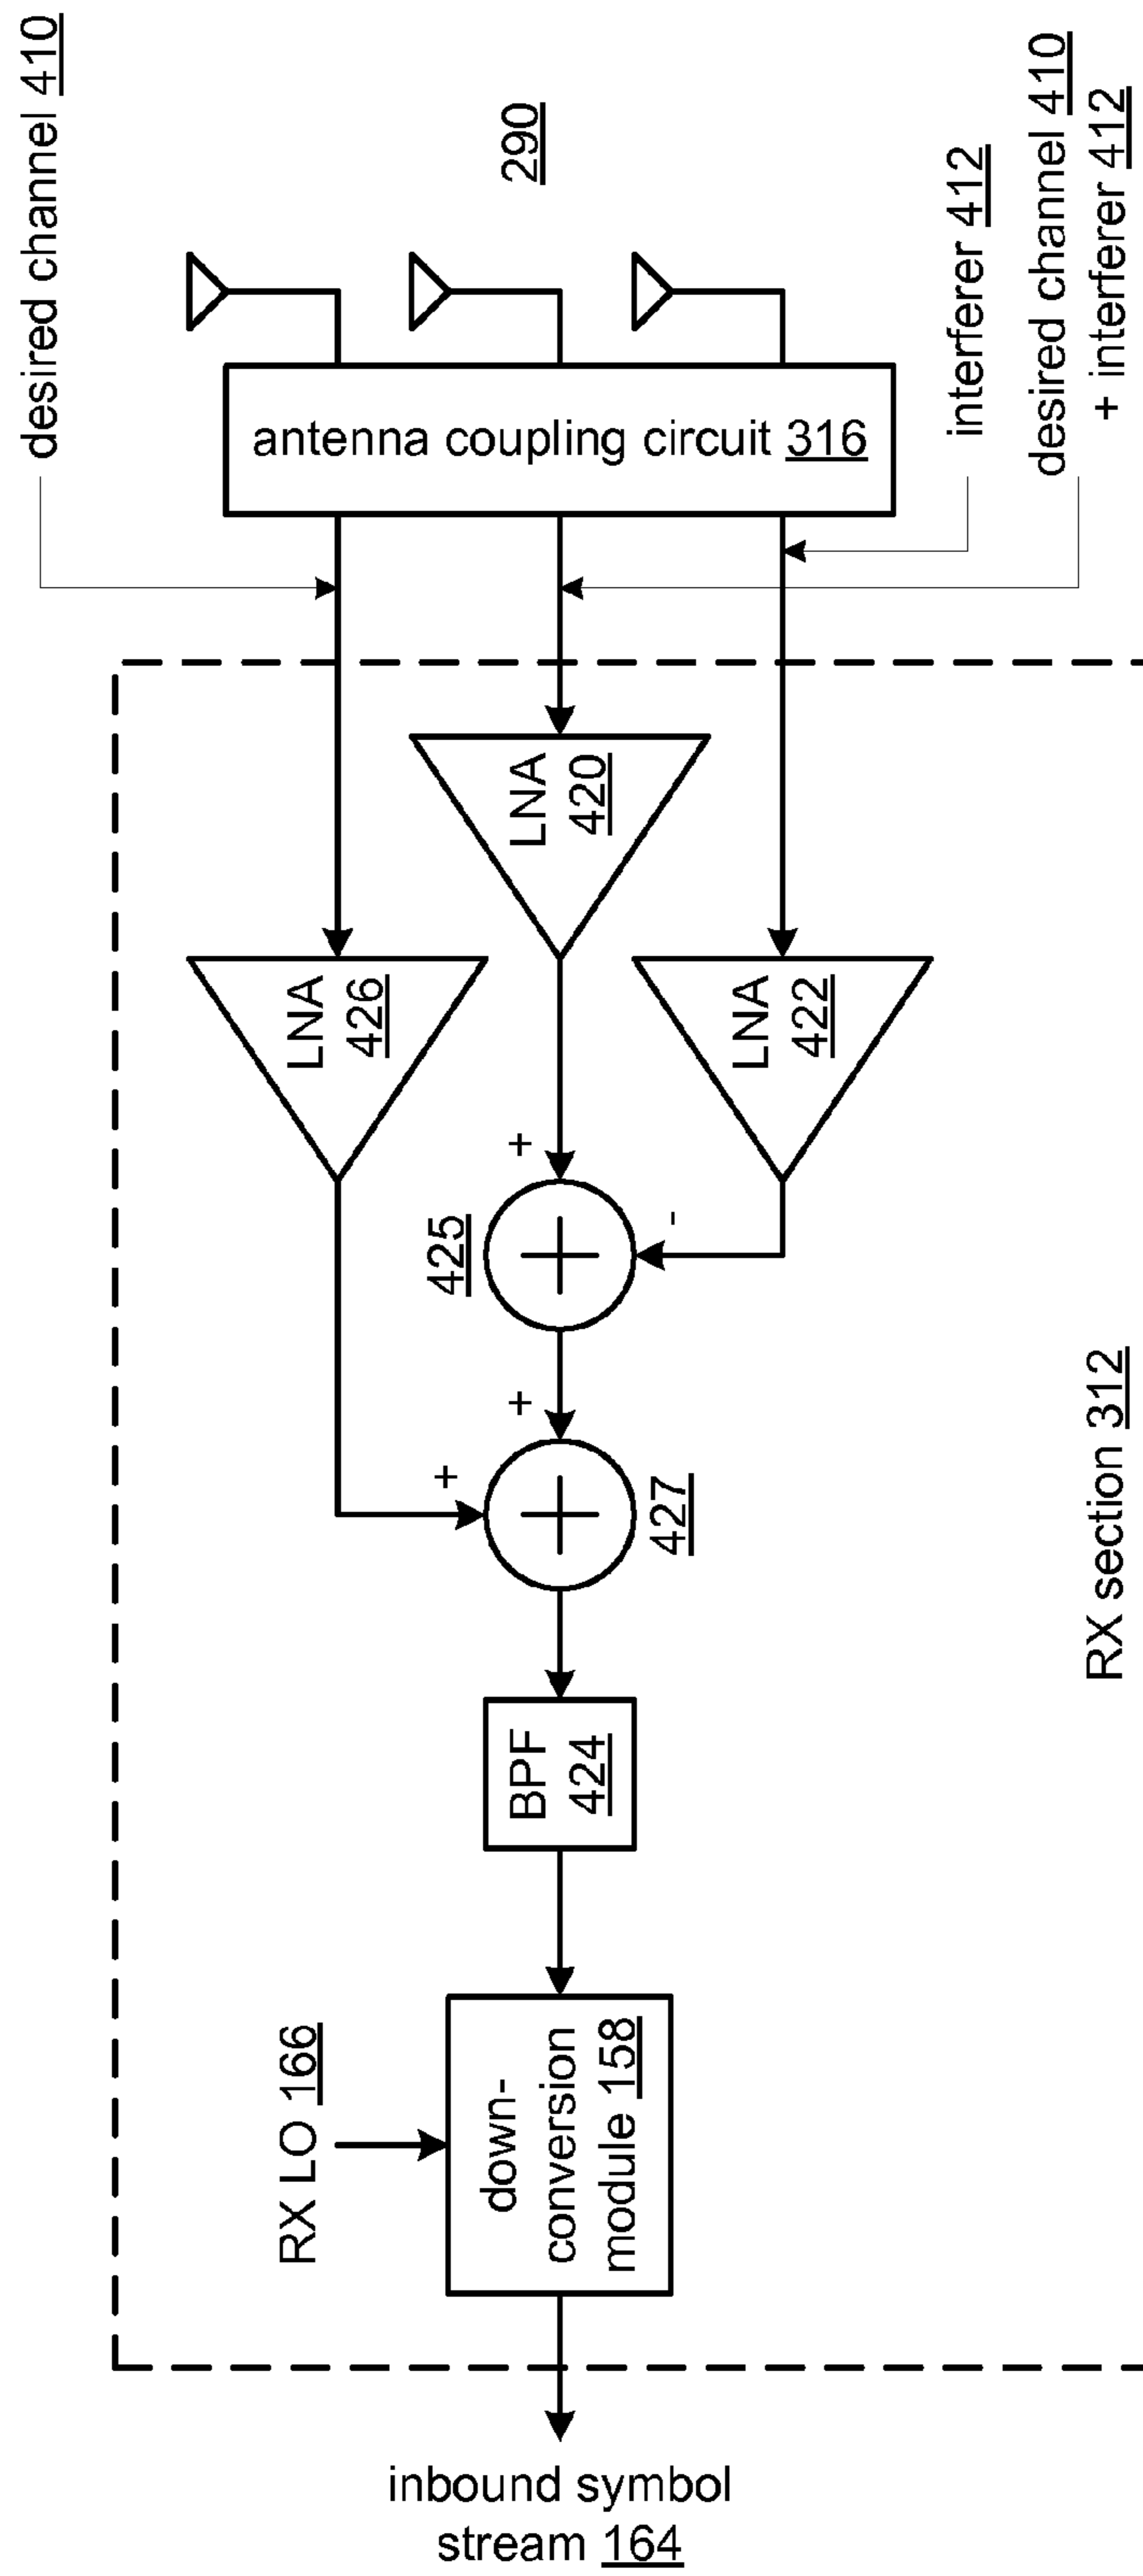 desired channel 410
290
interferer 412
desired channel 410
+ interferer 412
antenna coupling circuit 316
LNA
420
LNA
426
LNA
422
+
-
425
+
+
427
BPF
424
RX LO 166
down-
conversion
module 158
RX section 312
inbound symbol
stream 164